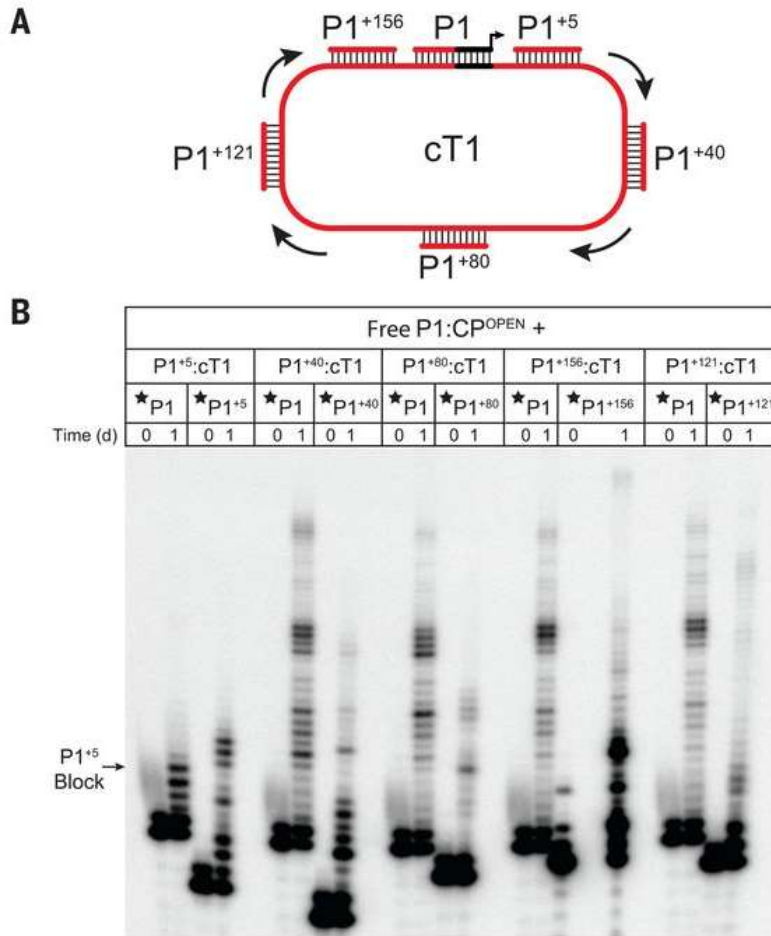 A
P1+156 P1 P1+5
P1+121 cT1 P1+40
P1+80
B
Free P1:CPOPEN +
P1+5:cT1 P1+40:cT1 P1+80:cT1 P1+156:cT1 P1+121:cT1
★P1 ★P1+5 ★P1 ★P1+40 ★P1 ★P1+80 ★P1 ★P1+156 ★P1 ★P1+121
Time (d) 0 1 0 1 0 1 0 1 0 1 0 1 0 1 0 1 0 1 0 1
P1+5
Block